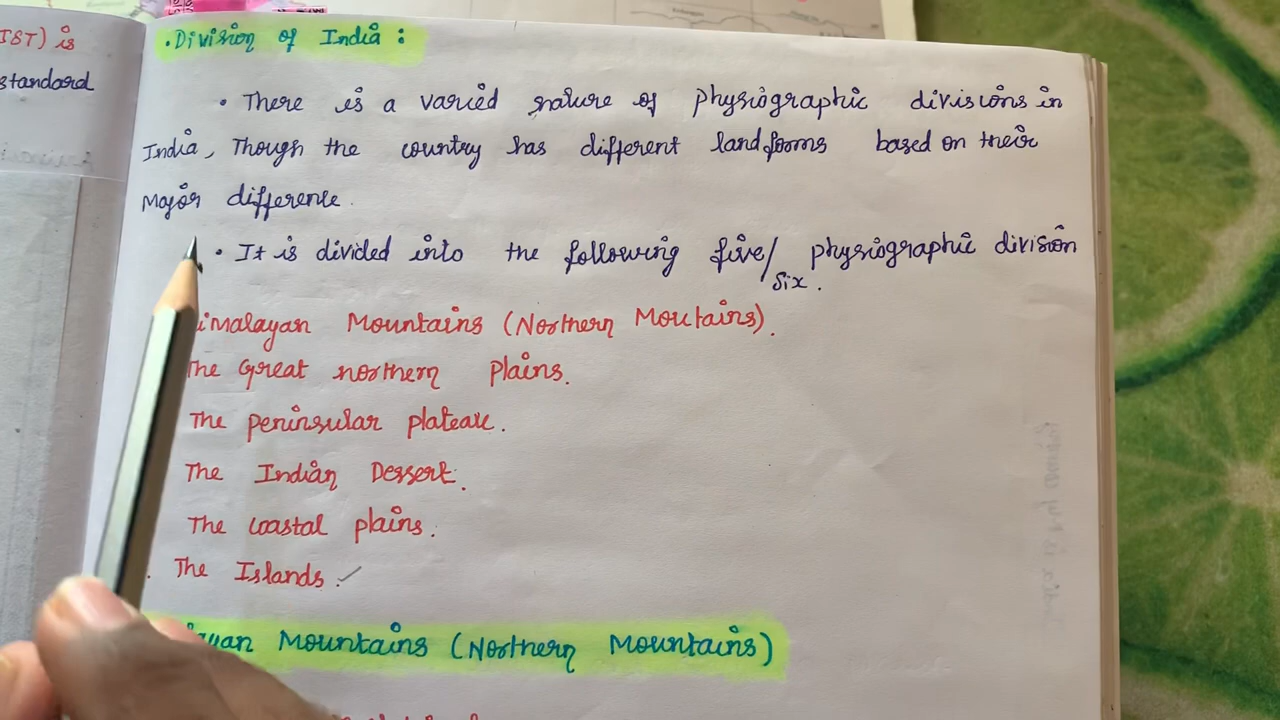 IST) is
standard
. Division of India :
. There is a varied nature of physiographic divisions in
India, Though the country has different landforms based on their
Major difference.
. It is divided into the following five/ physiographic division
Six .
imalayan Mountains (Northern Moutains).
The Great northern Plains.
The peninsular plateau.
The Indian Dessert.
The coastal plains.
. The Islands.
ayan Mountains (Northern Mountains)